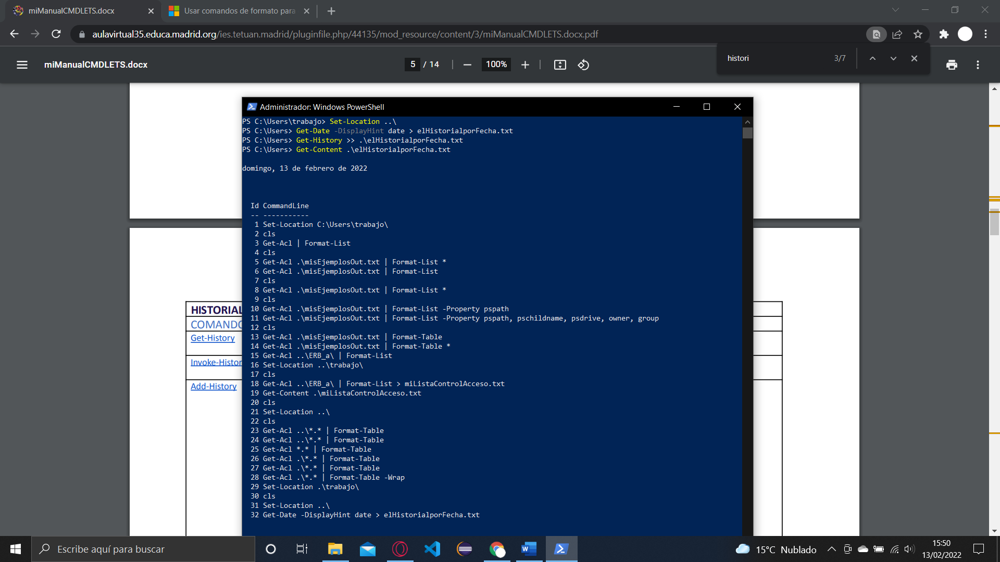 miManualCMDLETS.docx
Usar comandos de formato para
aulavirtual35.educa.madrid.org/ies.tetuan.madrid/pluginfile.php/44135/mod_resource/content/3/miManualCMDLETS.docx.pdf
miManualCMDLETS.docx
5 / 14
100%
histori
3/7
Administrador: Windows PowerShell
PS C:\Users\trabajo> Set-Location ..\
PS C:\Users> Get-Date -DisplayHint date > elHistorialporFecha.txt
PS C:\Users> Get-History >> .\elHistorialporFecha.txt
PS C:\Users> Get-Content .\elHistorialporFecha.txt
domingo, 13 de febrero de 2022
Id CommandLine
-- -----------
1 Set-Location C:\Users\trabajo\
2 cls
3 Get-Acl | Format-List
4 cls
5 Get-Acl .\misEjemplosOut.txt | Format-List *
6 Get-Acl .\misEjemplosOut.txt | Format-List
7 cls
8 Get-Acl .\misEjemplosOut.txt | Format-List *
9 cls
10 Get-Acl .\misEjemplosOut.txt | Format-List -Property pspath
11 Get-Acl .\misEjemplosOut.txt | Format-List -Property pspath, pschildname, psdrive, owner, group
12 cls
13 Get-Acl .\misEjemplosOut.txt | Format-Table
14 Get-Acl .\misEjemplosOut.txt | Format-Table *
15 Get-Acl ..\ERB_a\ | Format-List
16 Set-Location ..\trabajo\
17 cls
18 Get-Acl ..\ERB_a\ | Format-List > miListaControlAcceso.txt
19 Get-Content .\miListaControlAcceso.txt
20 cls
21 Set-Location ..\
22 cls
23 Get-Acl ..\*.* | Format-Table
24 Get-Acl ..\*.* | Format-Table
25 Get-Acl *.* | Format-Table
26 Get-Acl .\*.* | Format-Table
27 Get-Acl .\*.* | Format-Table
28 Get-Acl .\*.* | Format-Table -Wrap
29 Set-Location .\trabajo\
30 cls
31 Set-Location ..\
32 Get-Date -DisplayHint date > elHistorialporFecha.txt
HISTORIAL
COMANDO
Get-History
Invoke-Histor
Add-History
Escribe aquí para buscar
15°C Nublado
15:50
13/02/2022